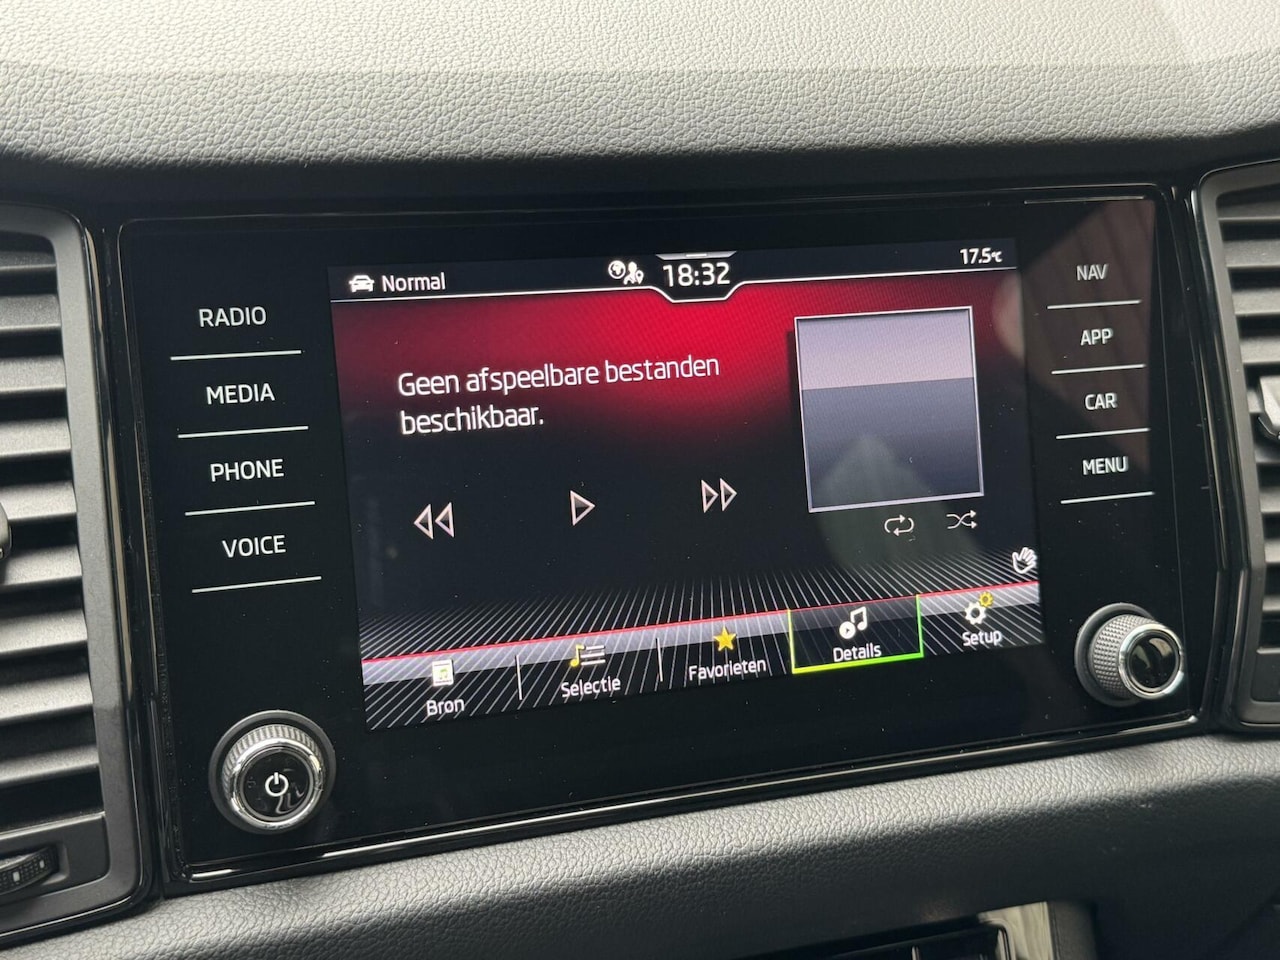 Normal
18:32
17.5°C
RADIO
MEDIA
PHONE
VOICE
Geen afspeelbare bestanden
beschikbaar.
NAV
APP
CAR
MENU
Bron
Selectie
Favorieten
Details
Setup